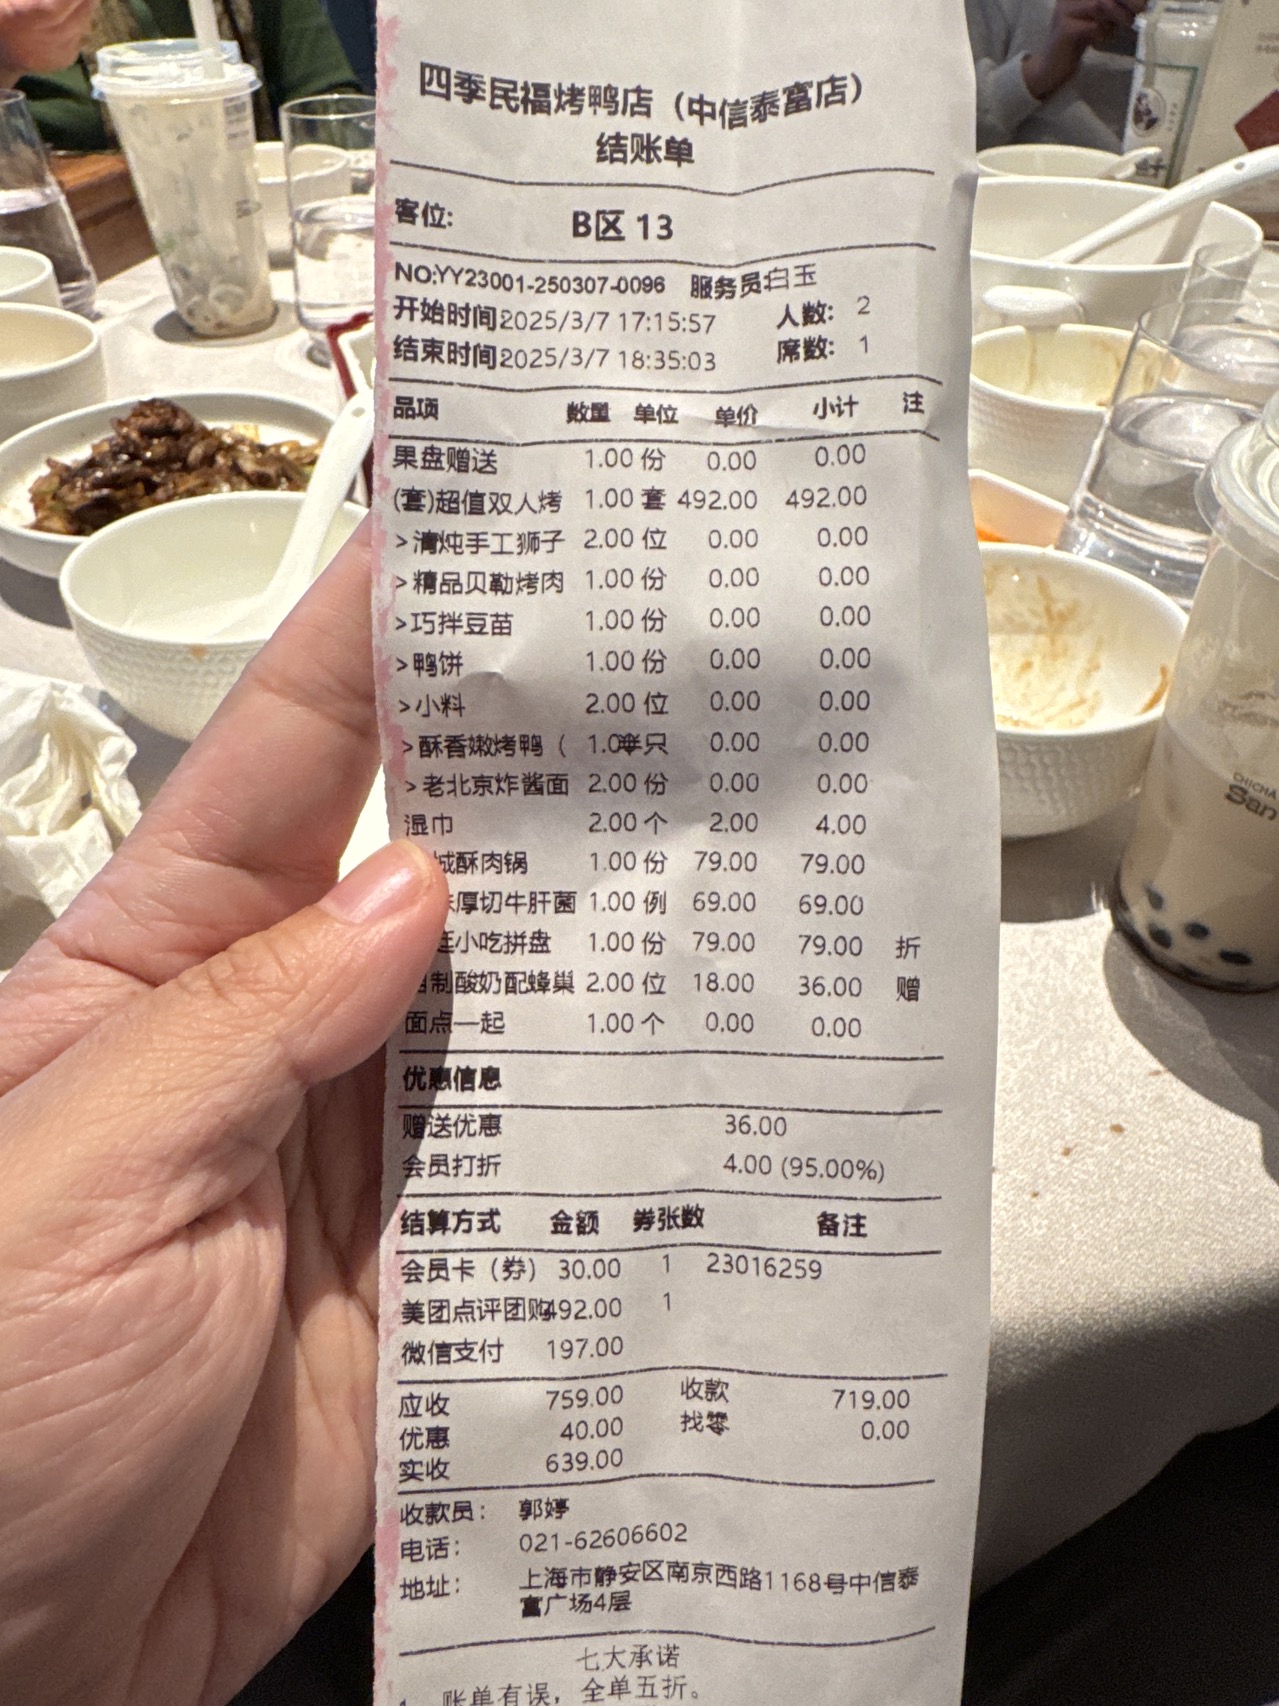 四季民福烤鸭店（中信泰富店）
结账单
客位： B区 13
NO:YY23001-250307-0096 服务员:白玉
开始时间2025/3/7 17:15:57 人数： 2
结束时间2025/3/7 18:35:03 席数： 1
品项 数量 单位 单价 小计 注
果盘赠送 1.00 份 0.00 0.00
(套)超值双人烤 1.00 套 492.00 492.00
>清炖手工狮子 2.00 位 0.00 0.00
>精品贝勒烤肉 1.00 份 0.00 0.00
>巧拌豆苗 1.00 份 0.00 0.00
>鸭饼 1.00 份 0.00 0.00
>小料 2.00 位 0.00 0.00
>酥香嫩烤鸭（ 1.0 只 0.00 0.00
>老北京炸酱面 2.00 份 0.00 0.00
湿巾 2.00 个 2.00 4.00
城酥肉锅 1.00 份 79.00 79.00
厚切牛肝菌 1.00 例 69.00 69.00
小吃拼盘 1.00 份 79.00 79.00 折
制酸奶配蜂巢 2.00 位 18.00 36.00 赠
面点一起 1.00 个 0.00 0.00
优惠信息
赠送优惠 36.00
会员打折 4.00 (95.00%)
结算方式 金额 券张数 备注
会员卡（券） 30.00 1 23016259
美团点评团购492.00 1
微信支付 197.00
应收 759.00 收款 719.00
优惠 40.00 找零 0.00
实收 639.00
收款员： 郭婷
电话： 021-62606602
地址： 上海市静安区南京西路1168号中信泰
富广场4层
七大承诺
账单有误，全单五折。
CHICHA
San